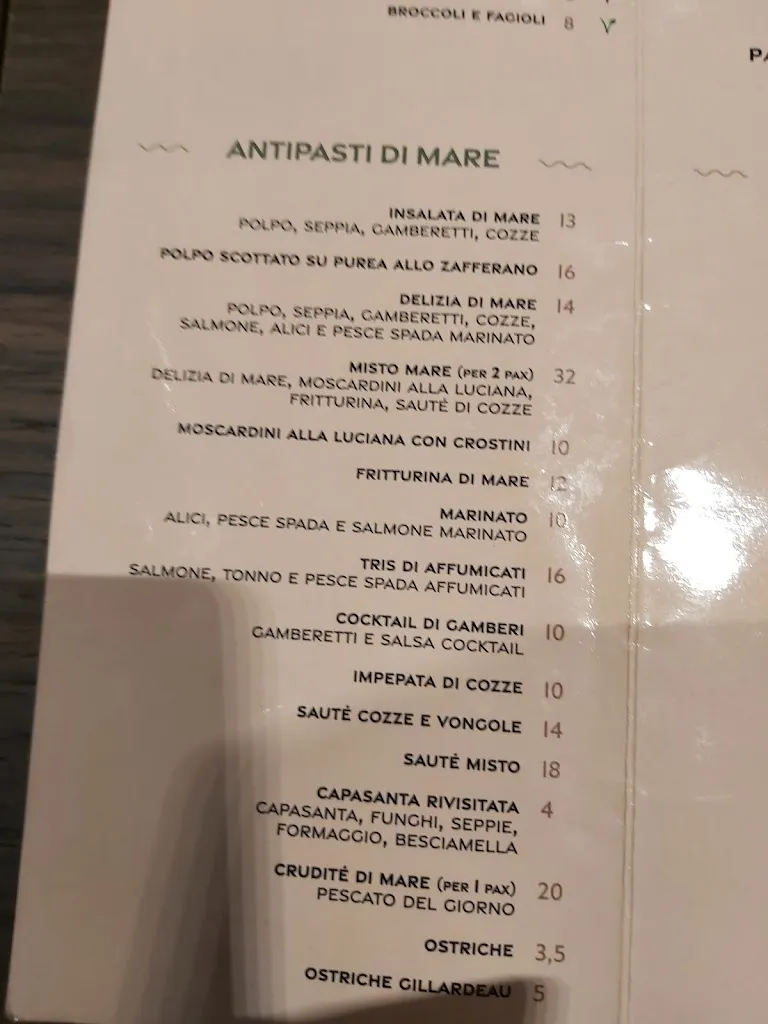 BROCCOLI E FAGIOLI 8 V
PA
ANTIPASTI DI MARE
INSALATA DI MARE 13
POLPO, SEPPIA, GAMBERETTI, COZZE
POLPO SCOTTATO SU PUREA ALLO ZAFFERANO 16
DELIZIA DI MARE 14
POLPO, SEPPIA, GAMBERETTI, COZZE,
SALMONE, ALICI E PESCE SPADA MARINATO
MISTO MARE (PER 2 PAX) 32
DELIZIA DI MARE, MOSCARDINI ALLA LUCIANA,
FRITTURINA, SAUTÉ DI COZZE
MOSCARDINI ALLA LUCIANA CON CROSTINI 10
FRITTURINA DI MARE 12
MARINATO 10
ALICI, PESCE SPADA E SALMONE MARINATO
TRIS DI AFFUMICATI 16
SALMONE, TONNO E PESCE SPADA AFFUMICATI
COCKTAIL DI GAMBERI 10
GAMBERETTI E SALSA COCKTAIL
IMPEPATA DI COZZE 10
SAUTÉ COZZE E VONGOLE 14
SAUTÉ MISTO 18
CAPASANTA RIVISITATA 4
CAPASANTA, FUNGHI, SEPPIE,
FORMAGGIO, BESCIAMELLA
CRUDITÉ DI MARE (PER 1 PAX) 20
PESCATO DEL GIORNO
OSTRICHE 3,5
OSTRICHE GILLARDEAU 5